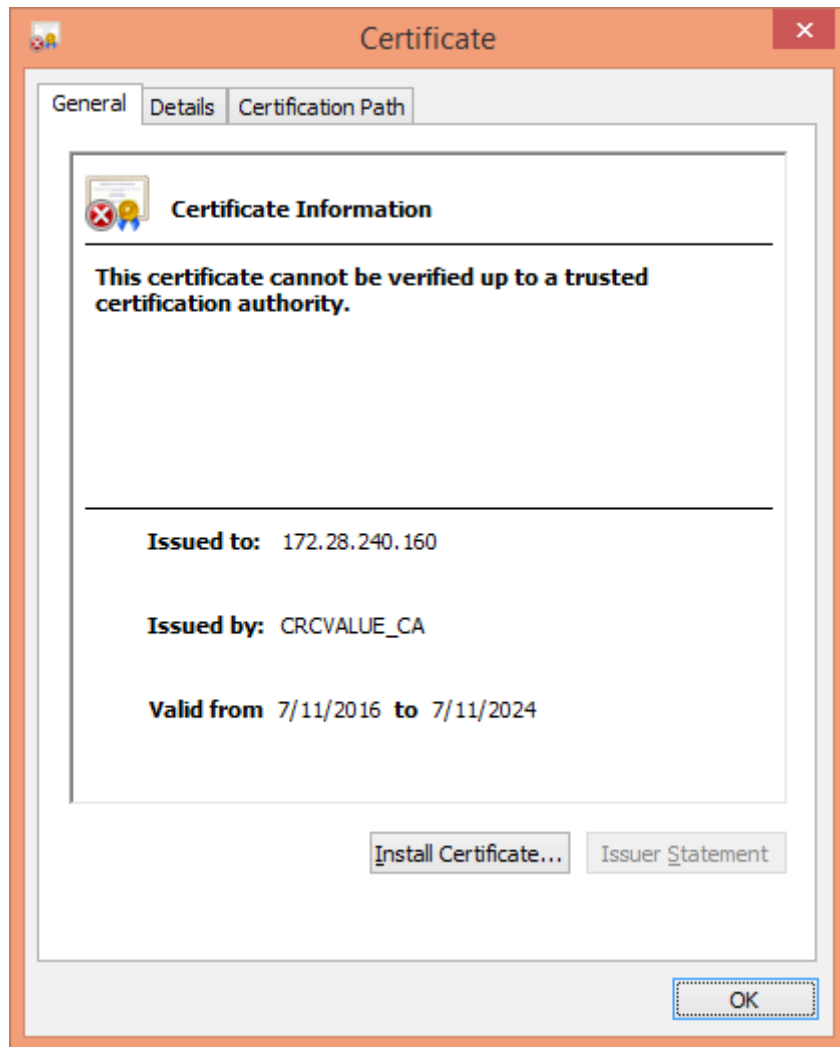 Certificate
General Details Certification Path
Certificate Information
This certificate cannot be verified up to a trusted
certification authority.
Issued to: 172.28.240.160
Issued by: CRCVALUE_CA
Valid from 7/11/2016 to 7/11/2024
Install Certificate... Issuer Statement
OK